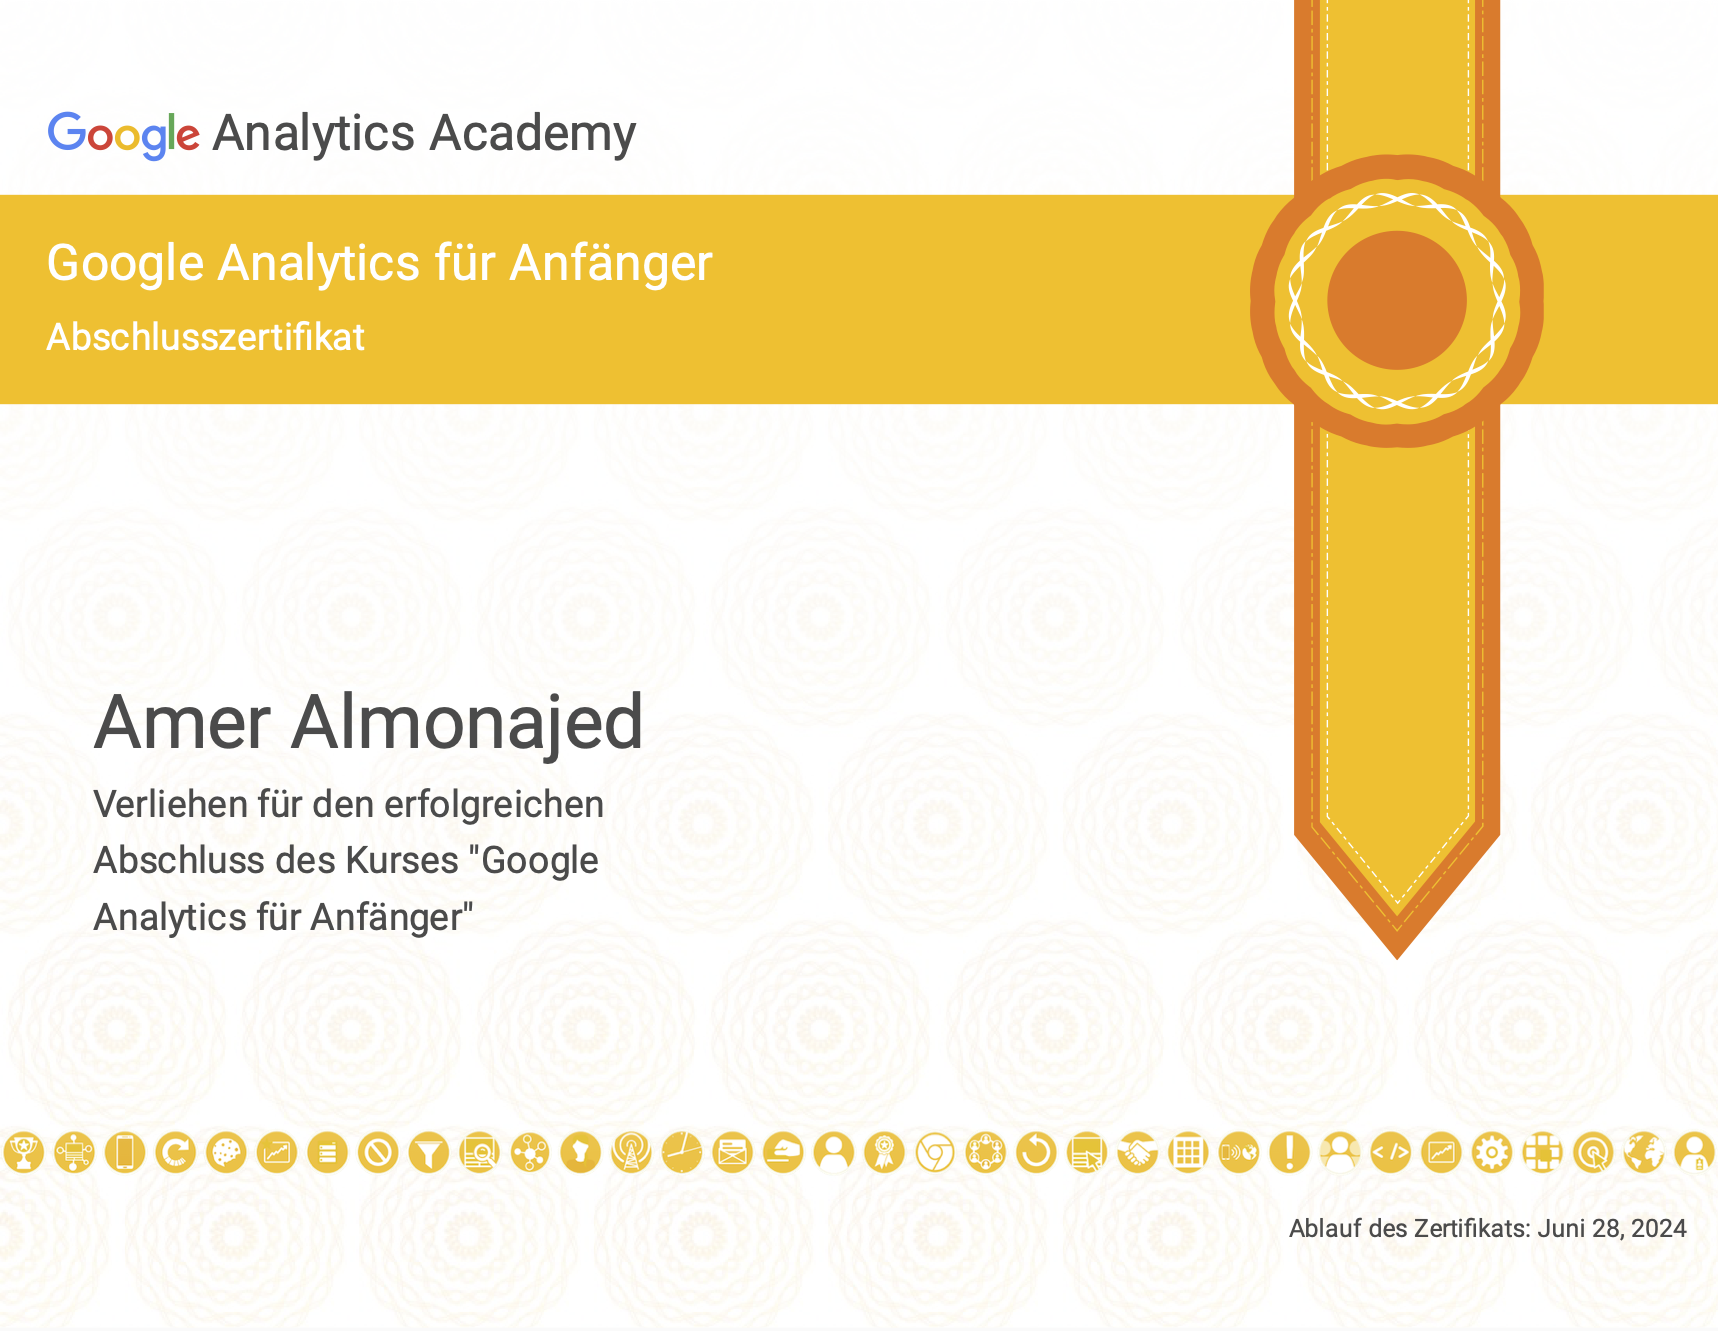 Google Analytics Academy
Google Analytics für Anfänger
Abschlusszertifikat
Amer Almonajed
Verliehen für den erfolgreichen
Abschluss des Kurses "Google
Analytics für Anfänger"
Ablauf des Zertifikats: Juni 28, 2024